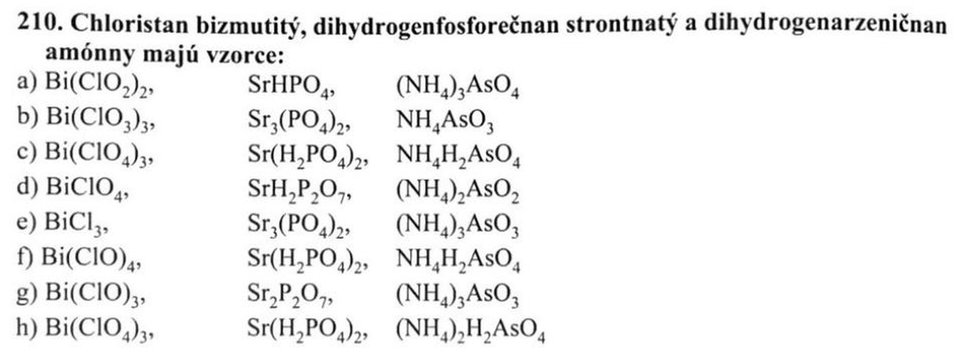 210. Chloristan bizmutitý, dihydrogenfosforečnan strontnatý a dihydrogenarzeničnan
amónny majú vzorce:
a) Bi(ClO₂)₂, SrHPO₄, (NH₄)₃AsO₄
b) Bi(ClO₃)₃, Sr₃(PO₄)₂, NH₄AsO₃
c) Bi(ClO₄)₃, Sr(H₂PO₄)₂, NH₄H₂AsO₄
d) BiClO₄, SrH₂P₂O₇, (NH₄)₂AsO₂
e) BiCl₃, Sr₃(PO₄)₂, (NH₄)₃AsO₃
f) Bi(ClO)₄, Sr(H₂PO₄)₂, NH₄H₂AsO₄
g) Bi(ClO)₃, Sr₂P₂O₇, (NH₄)₃AsO₃
h) Bi(ClO₄)₃, Sr(H₂PO₄)₂, (NH₄)₂H₂AsO₄